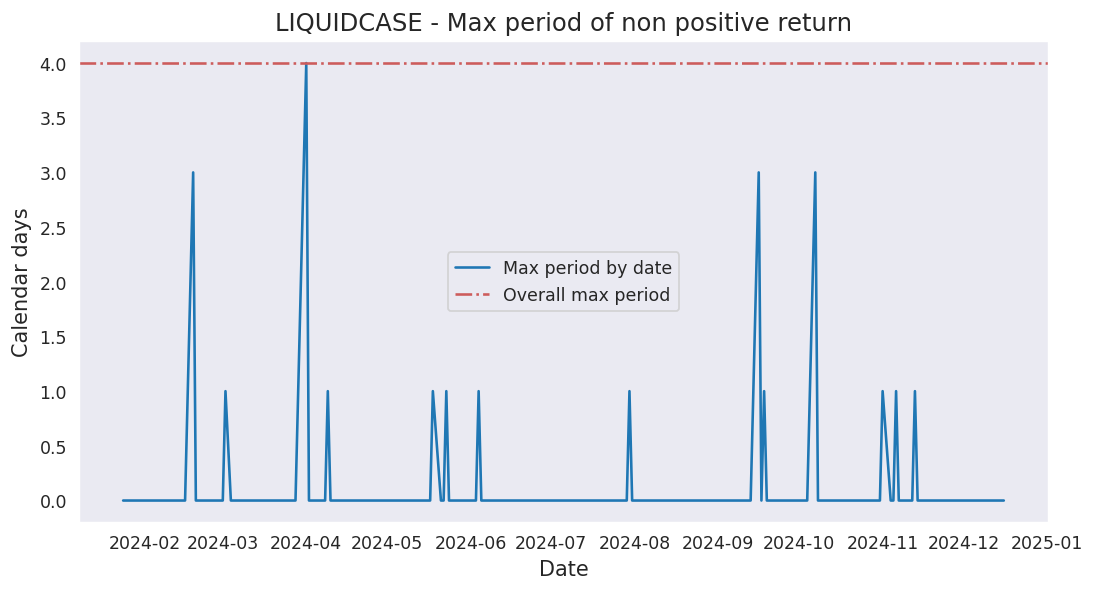 LIQUIDCASE - Max period of non positive return
Calendar days
4.0
3.5
3.0
2.5
2.0
1.5
1.0
0.5
0.0
Max period by date
Overall max period
2024-02 2024-03 2024-04 2024-05 2024-06 2024-07 2024-08 2024-09 2024-10 2024-11 2024-12 2025-01
Date